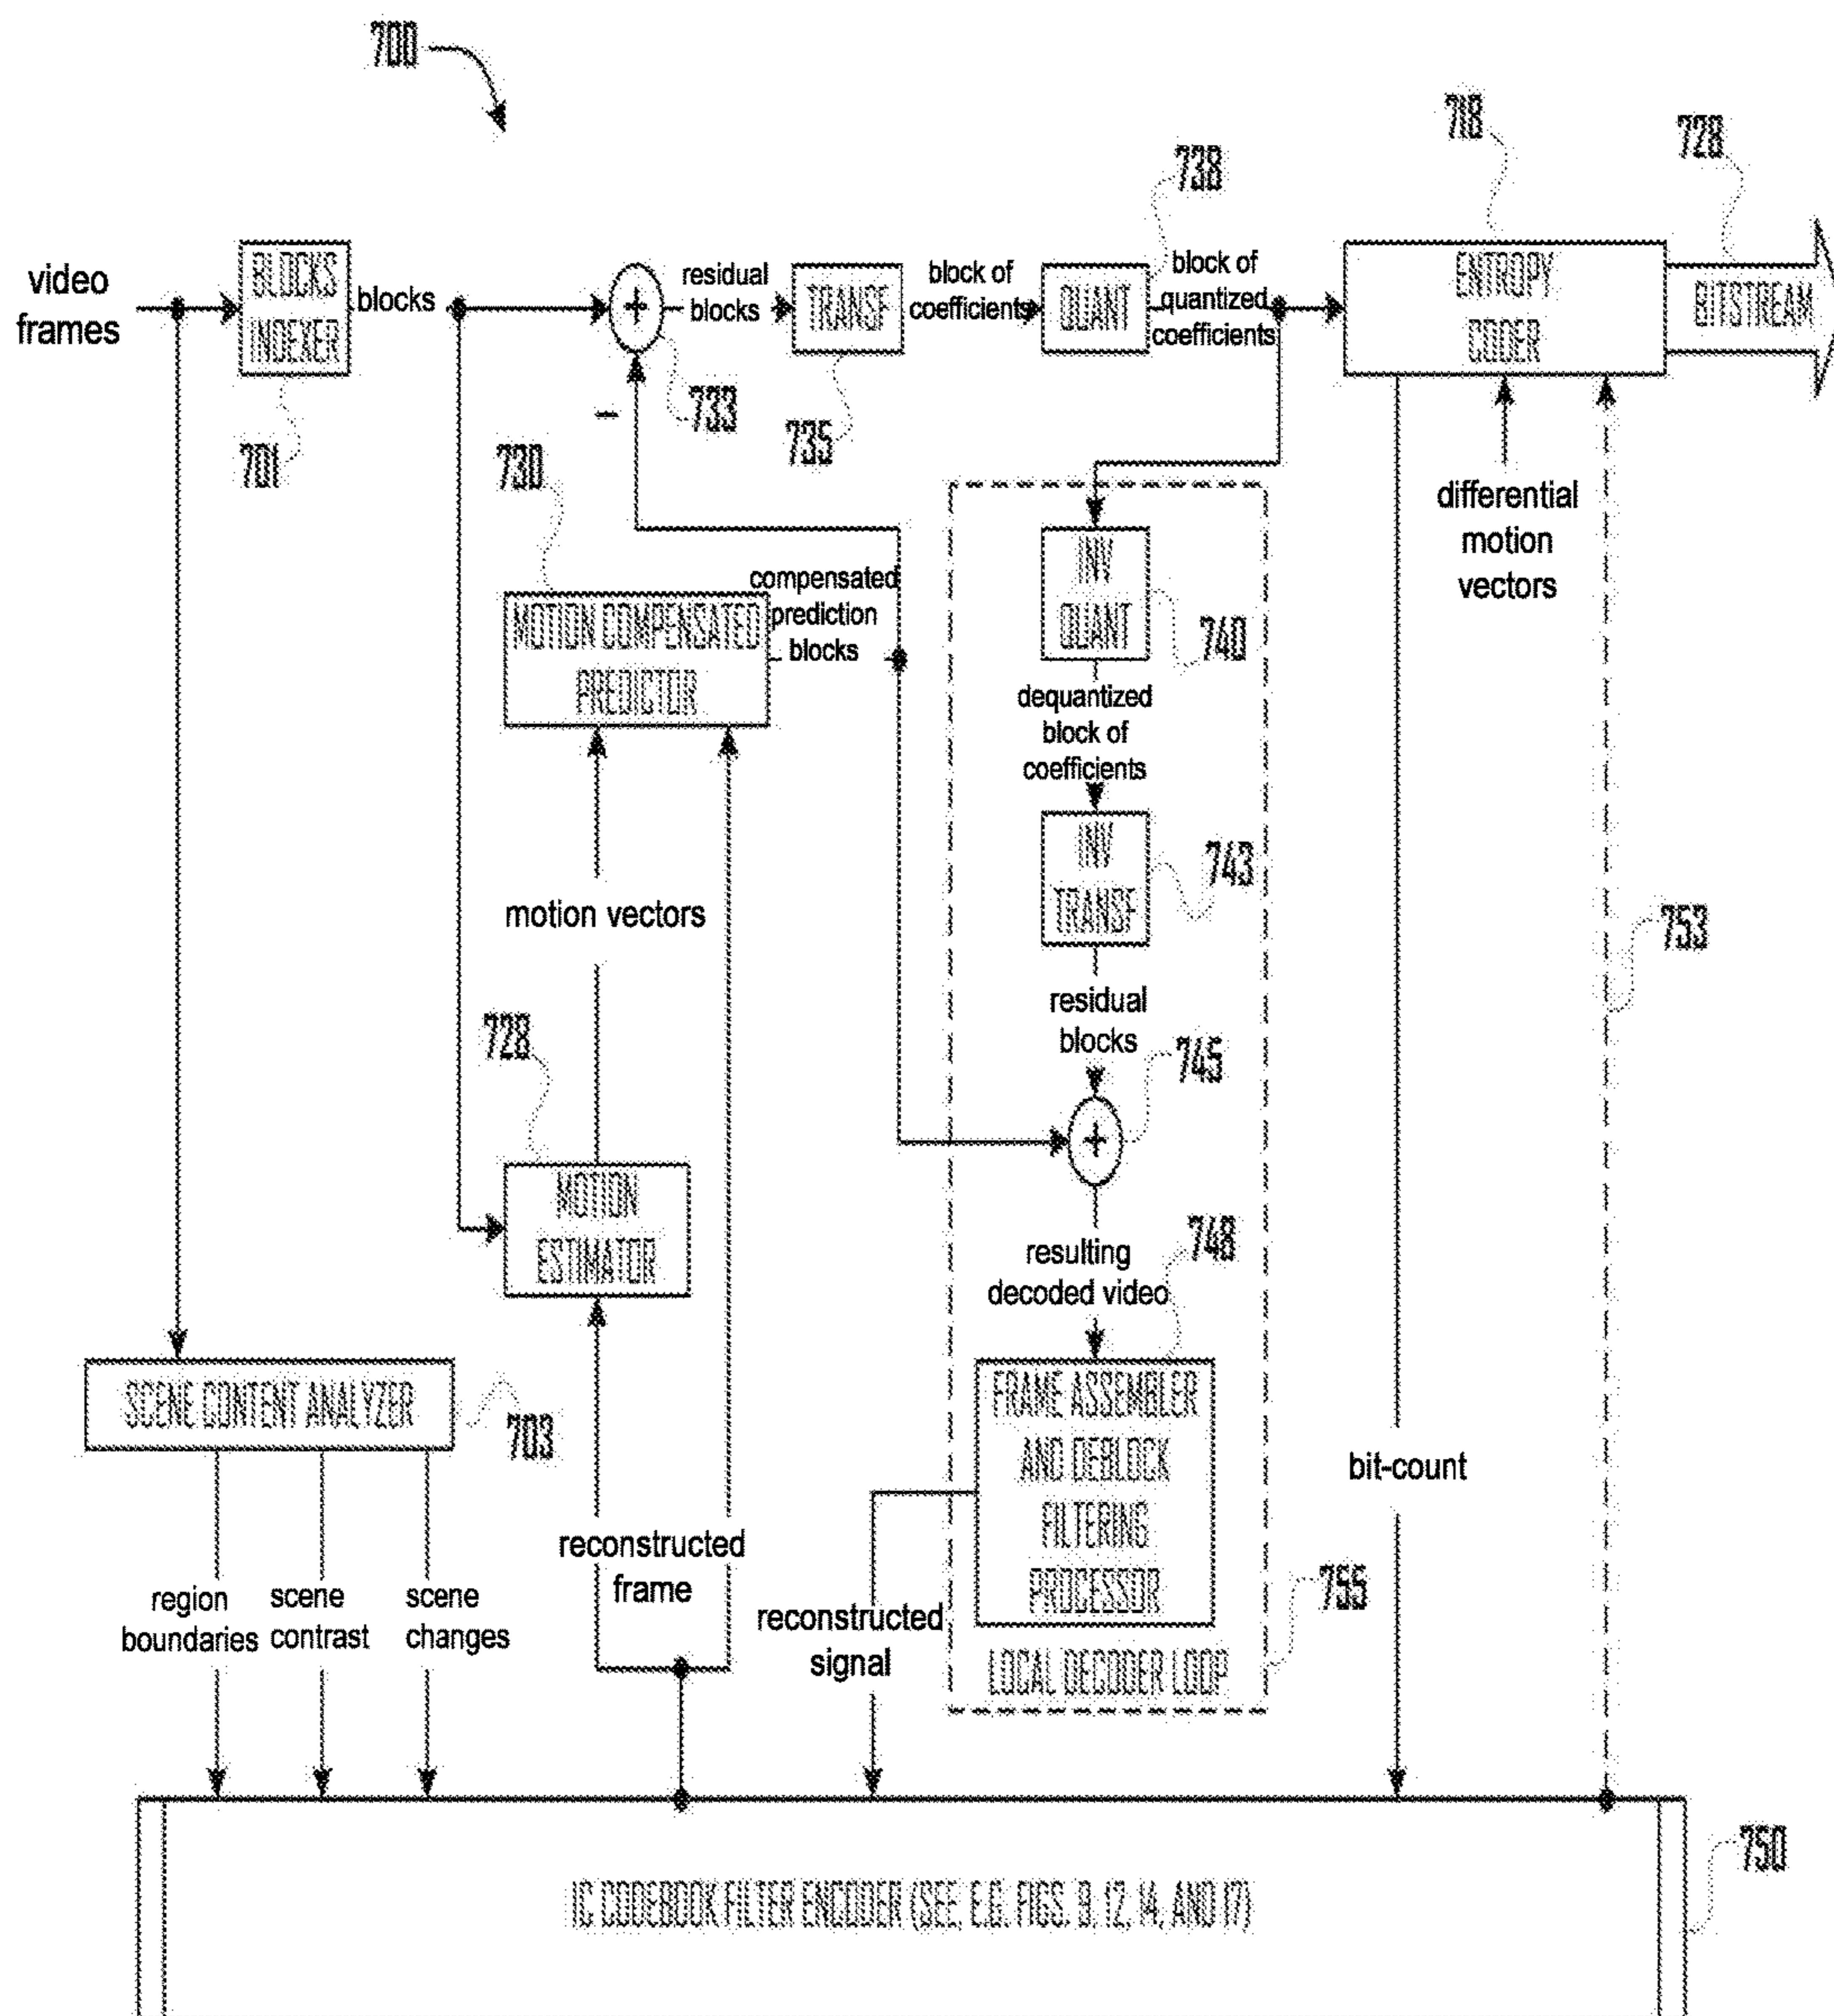 700
718
728
738
video
frames
BLOCKS
INDEXER
blocks
+
residual
blocks
TRANSF
block of
coefficients
QUANT
block of
quantized
coefficients
ENTROPY
CODER
BITSTREAM
701
–
733
735
730
differential
motion
vectors
MOTION COMPENSATED
PREDICTOR
compensated
prediction
blocks
INV
QUANT
740
dequantized
block of
coefficients
INV
TRANSF
743
motion vectors
753
residual
blocks
728
745
+
MOTION
ESTIMATOR
resulting
decoded video
748
SCENE CONTENT ANALYZER
703
FRAME ASSEMBLER
AND DEBLOCK
FILTERING
PROCESSOR
bit-count
reconstructed
frame
region
boundaries
scene
contrast
scene
changes
reconstructed
signal
755
LOCAL DECODER LOOP
750
IC CODEBOOK FILTER ENCODER (SEE, E.G. FIGS. 9, 12, 14, AND 17)